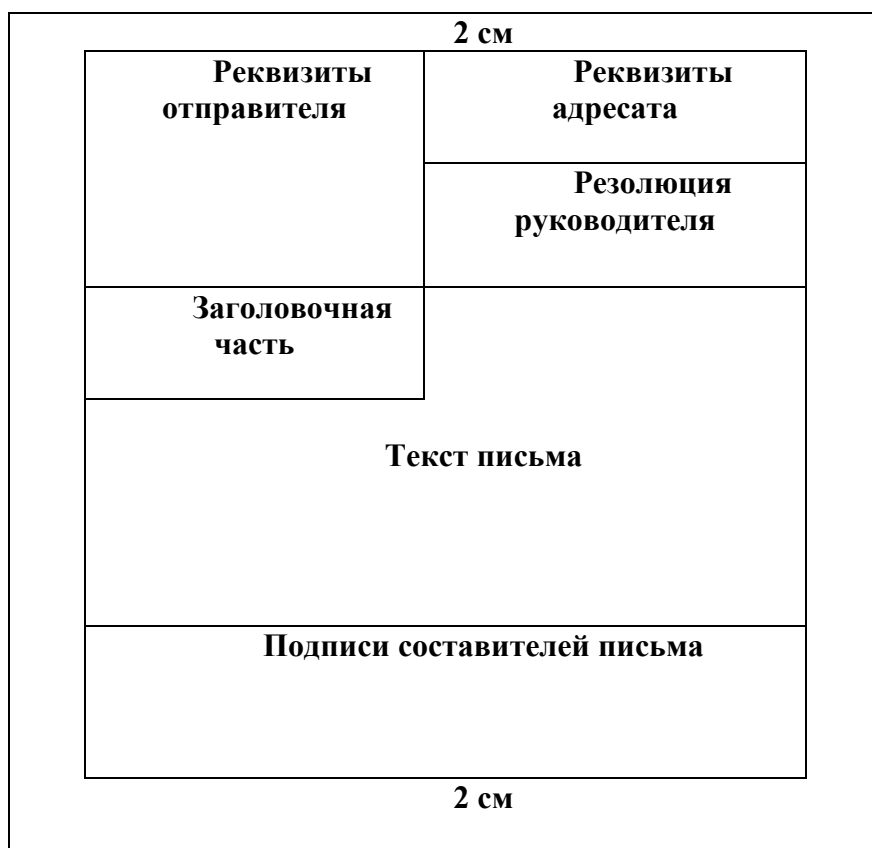 2 см
Реквизиты
отправителя
Реквизиты
адресата
Резолюция
руководителя
Заголовочная
часть
Текст письма
Подписи составителей письма
2 см